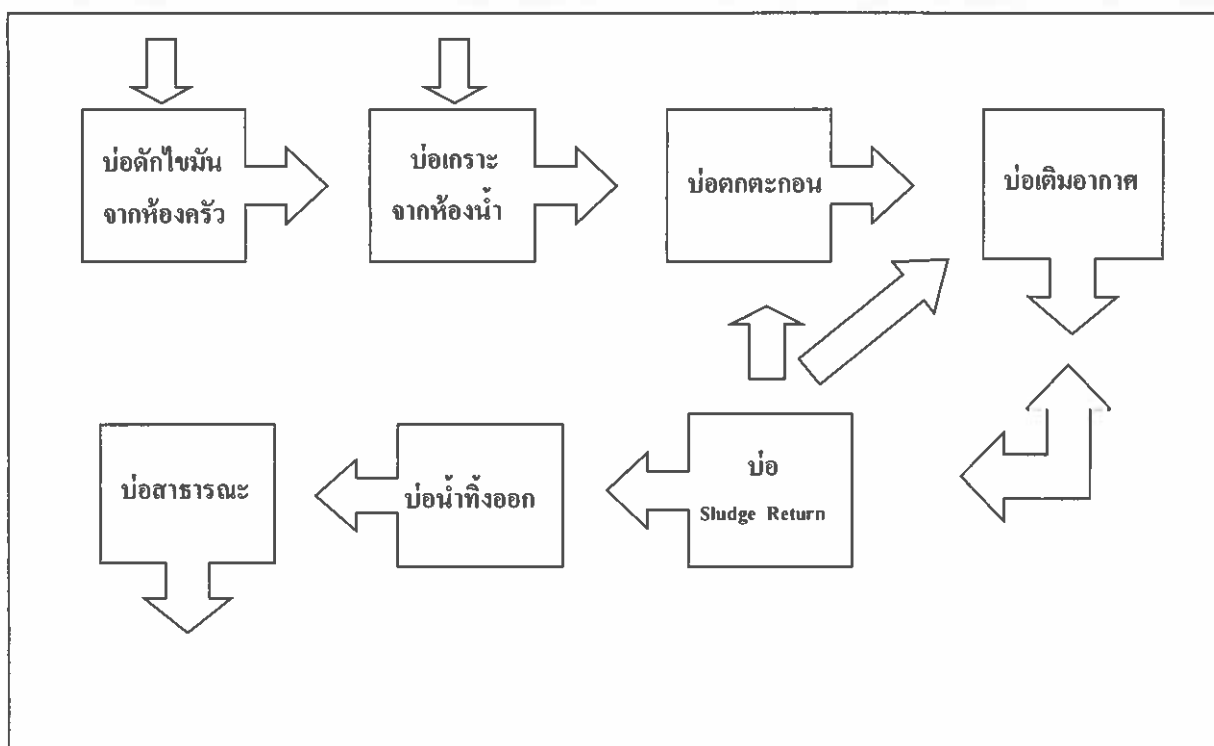 บ่อดักไขมัน
จากห้องครัว
บ่อเกราะ
จากห้องน้ำ
บ่อตกตะกอน
บ่อเติมอากาศ
บ่อสาธารณะ
บ่อน้ำทิ้งออก
บ่อ
Sludge Return